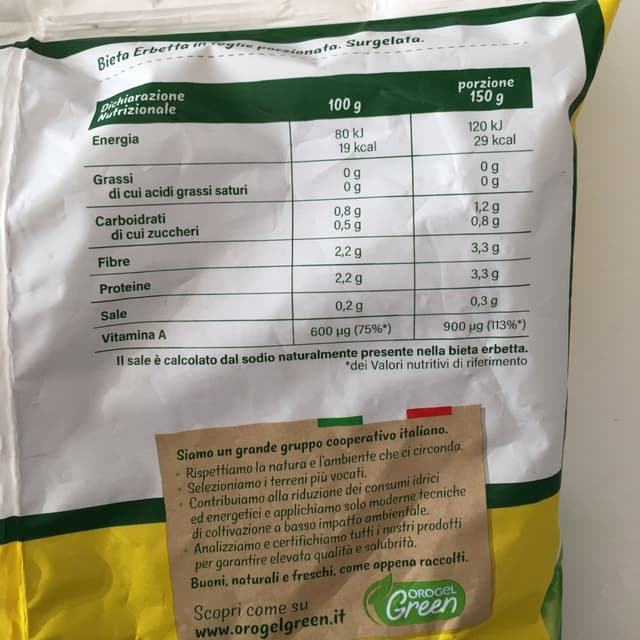 Bieta Erbetta in foglie porzionata. Surgelata.
Dichiarazione Nutrizionale 100 g porzione 150 g
Energia 80 kJ 120 kJ
19 kcal 29 kcal
Grassi 0 g 0 g
di cui acidi grassi saturi 0 g 0 g
Carboidrati 0,8 g 1,2 g
di cui zuccheri 0,5 g 0,8 g
Fibre 2,2 g 3,3 g
Proteine 2,2 g 3,3 g
Sale 0,2 g 0,3 g
Vitamina A 600 µg (75%*) 900 µg (113%*)
Il sale è calcolato dal sodio naturalmente presente nella bieta erbetta.
*dei Valori nutritivi di riferimento
Siamo un grande gruppo cooperativo italiano.
• Rispettiamo la natura e l'ambiente che ci circonda.
• Selezioniamo i terreni più vocati.
• Contribuiamo alla riduzione dei consumi idrici
ed energetici e applichiamo solo moderne tecniche
di coltivazione a basso impatto ambientale.
• Analizziamo e certifichiamo tutti i nostri prodotti
per garantire elevata qualità e salubrità.
Buoni, naturali e freschi, come appena raccolti.
Scopri come su
www.orogelgreen.it
OROGEL
Green